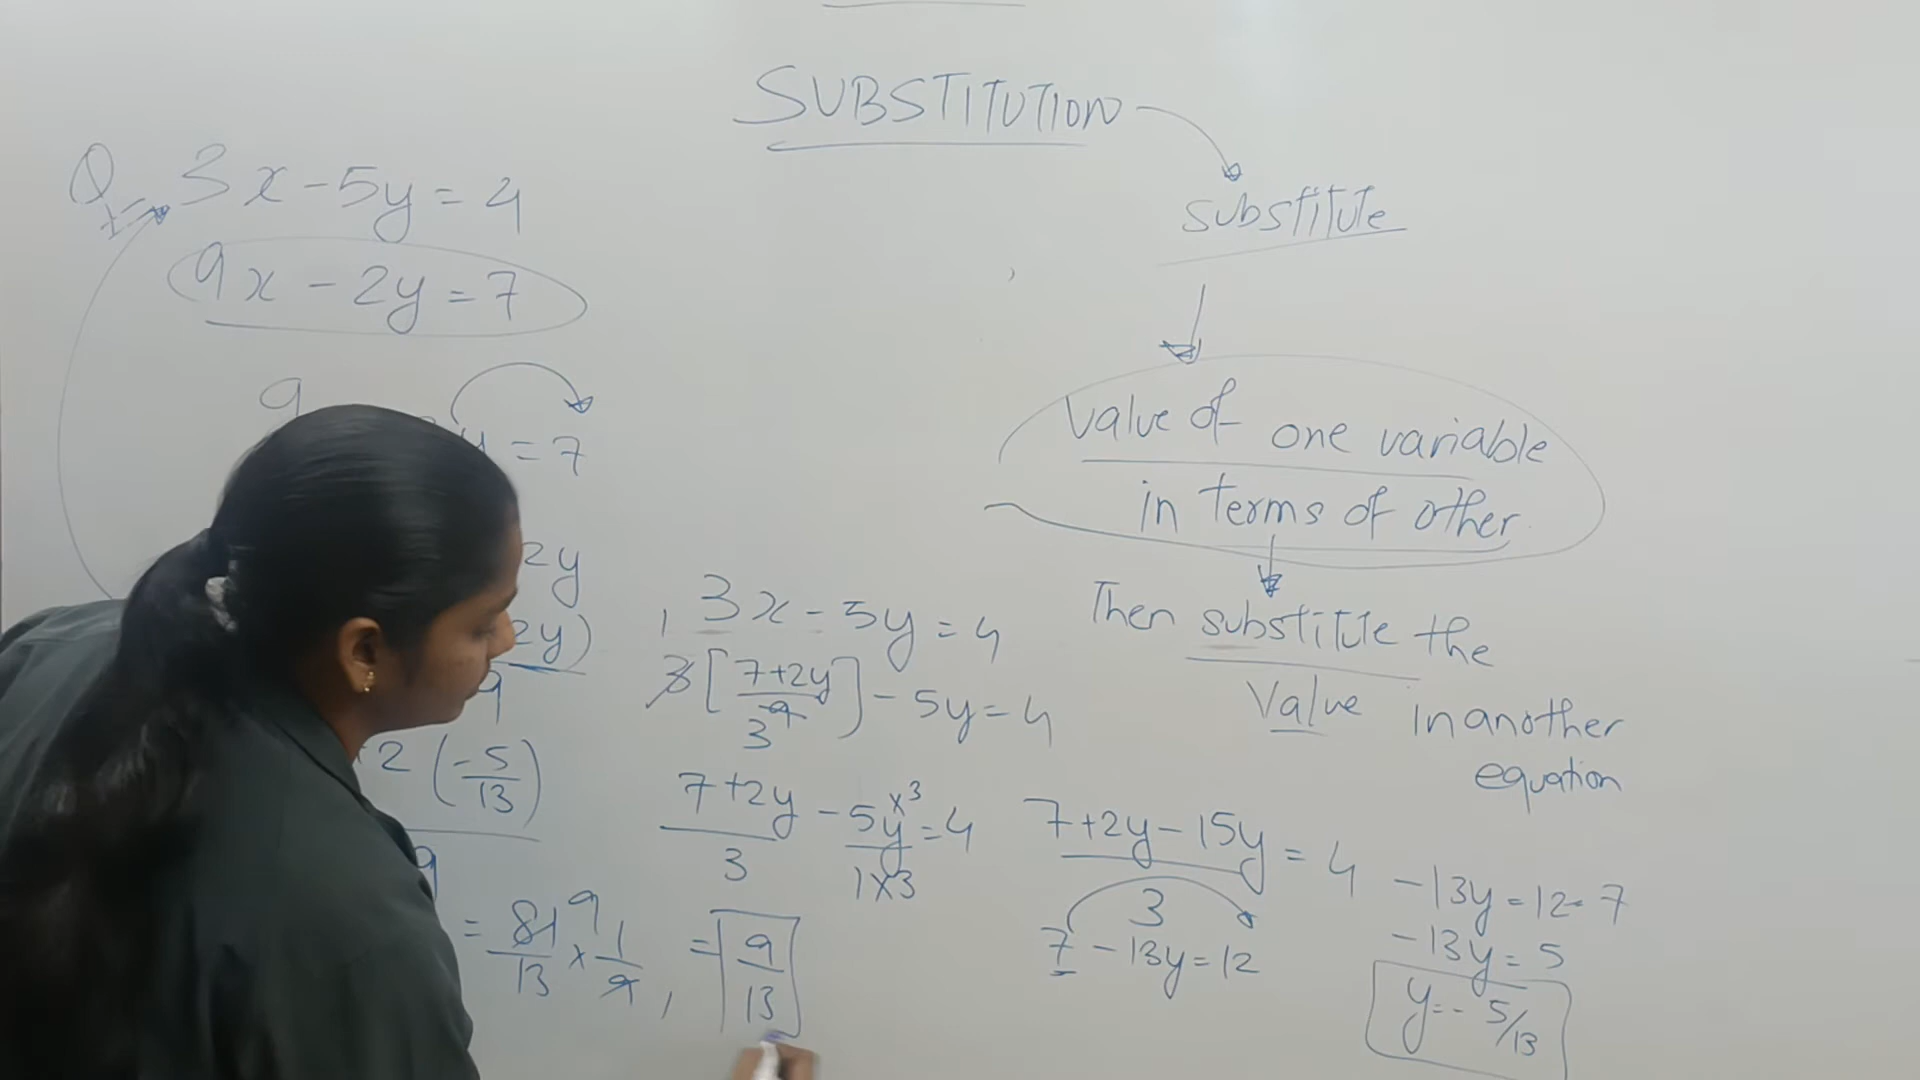 SUBSTITUTION
substitute
value of one variable
in terms of other
Then substitute the
value in another
equation
Q 3x - 5y = 4
9x - 2y = 7
9
y = 7
2y
2y)
9
2 (-5/13)
9
= 81/13 × 1/9 9 , = 9/13
, 3x - 5y = 4
3 [ 7+2y / 9 ] - 5y = 4
3
7+2y / 3 - 5y×3 / 1×3 = 4
7+2y - 15y / 3 = 4
7 - 13y = 12
-13y = 12 - 7
-13y = 5
y = - 5/13